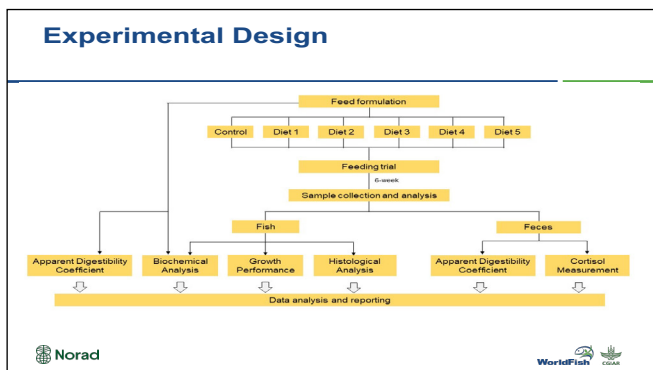 Experimental Design
Feed formulation
Control Diet 1 Diet 2 Diet 3 Diet 4 Diet 5
Feeding trial
6-week
Sample collection and analysis
Fish Feces
Apparent Digestibility Coefficient
Biochemical Analysis
Growth Performance
Histological Analysis
Apparent Digestibility Coefficient
Cortisol Measurement
Data analysis and reporting
Norad
WorldFish
CGIAR